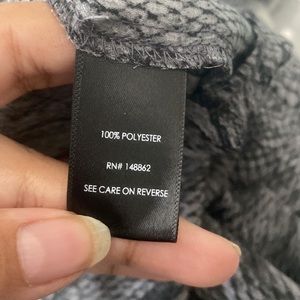 100% POLYESTER
RN# 148862
SEE CARE ON REVERSE